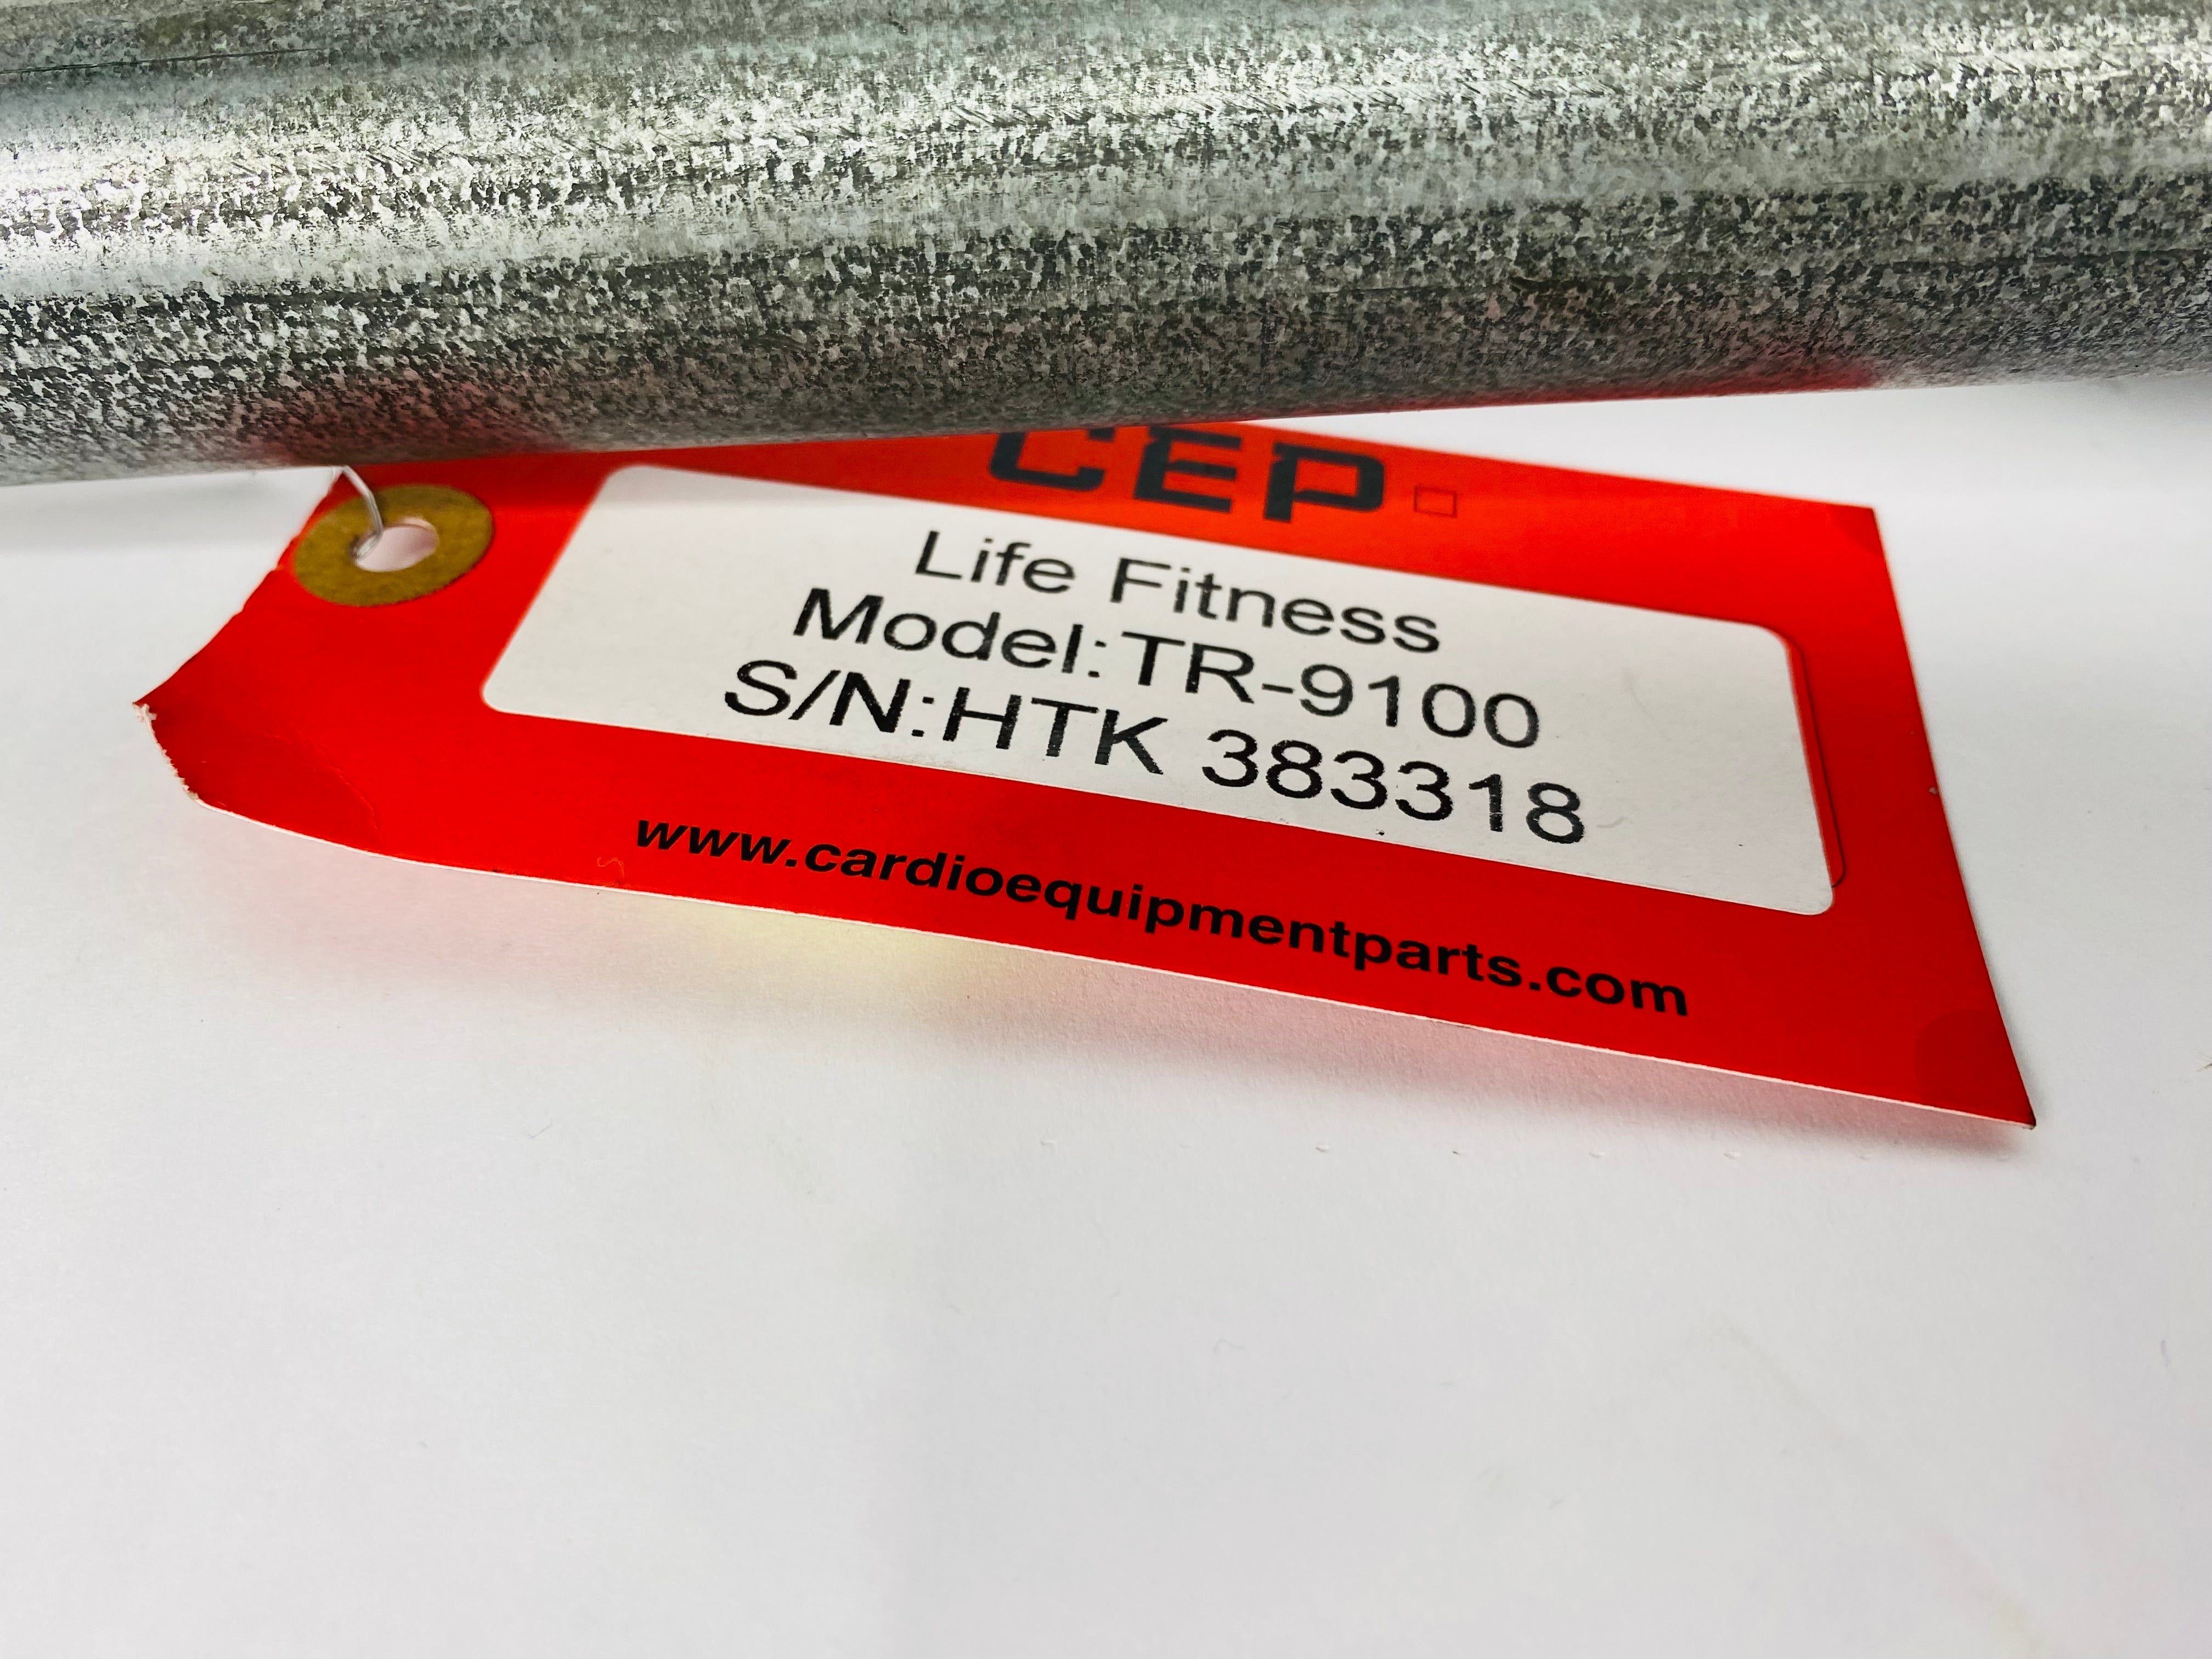 CEP
Life Fitness
Model:TR-9100
S/N:HTK 383318
www.cardioequipmentparts.com